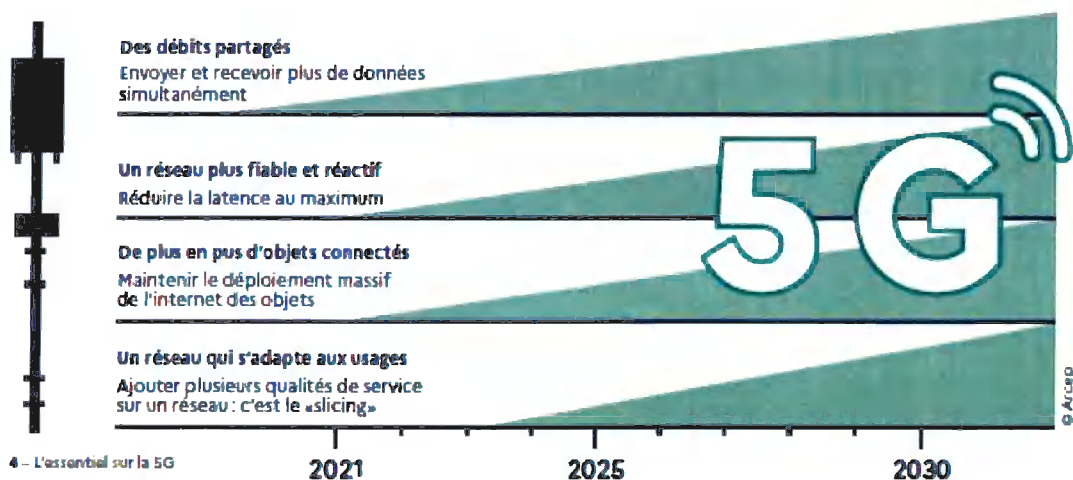 Des débits partagés
Envoyer et recevoir plus de données
simultanément
Un réseau plus fiable et réactif
Réduire la latence au maximum
De plus en pus d'objets connectés
Maintenir le déploiement massif
de l'internet des objets
Un réseau qui s'adapte aux usages
Ajouter plusieurs qualités de service
sur un réseau : c'est le «slicing»
5G
© Arcep
2021
2025
2030
4 – L'essentiel sur la 5G